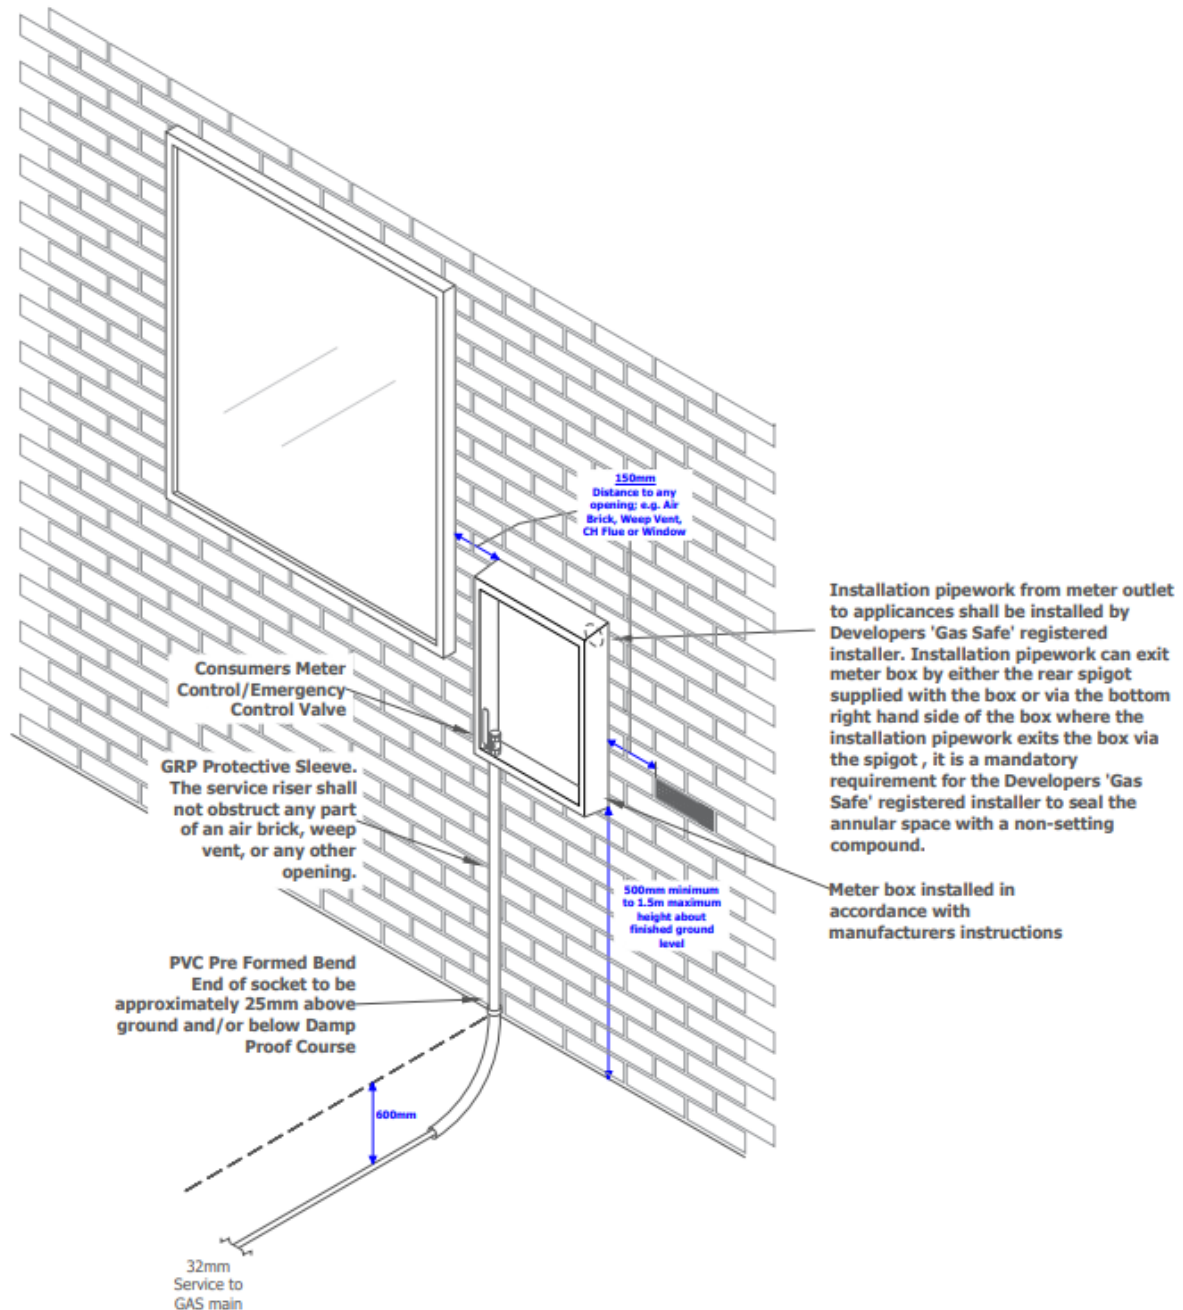 150mm
Distance to any
opening; e.g. Air
Brick, Weep Vent,
CH Flue or Window
Installation pipework from meter outlet
to applicances shall be installed by
Developers 'Gas Safe' registered
installer. Installation pipework can exit
meter box by either the rear spigot
supplied with the box or via the bottom
right hand side of the box where the
installation pipework exits the box via
the spigot , it is a mandatory
requirement for the Developers 'Gas
Safe' registered installer to seal the
annular space with a non-setting
compound.
Consumers Meter
Control/Emergency
Control Valve
GRP Protective Sleeve.
The service riser shall
not obstruct any part
of an air brick, weep
vent, or any other
opening.
500mm minimum
to 1.5m maximum
height about
finished ground
level
Meter box installed in
accordance with
manufacturers instructions
PVC Pre Formed Bend
End of socket to be
approximately 25mm above
ground and/or below Damp
Proof Course
600mm
32mm
Service to
GAS main